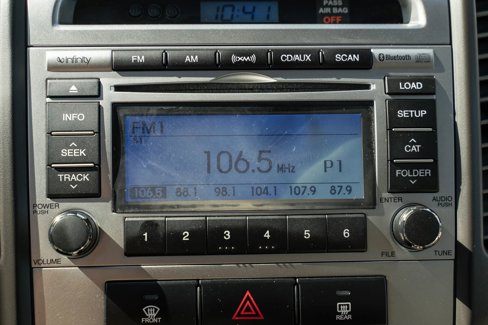 10:41
PASS
AIR BAG
OFF
infinity
FM
AM
((XM))
CD/AUX
SCAN
Bluetooth
LOAD
INFO
SEEK
TRACK
SETUP
CAT
FOLDER
FM1
ST
106.5 MHz P1
106.5 88.1 98.1 104.1 107.9 87.9
POWER
PUSH
VOLUME
ENTER
AUDIO
PUSH
FILE
TUNE
1 2 3 4 5 6
FRONT
REAR